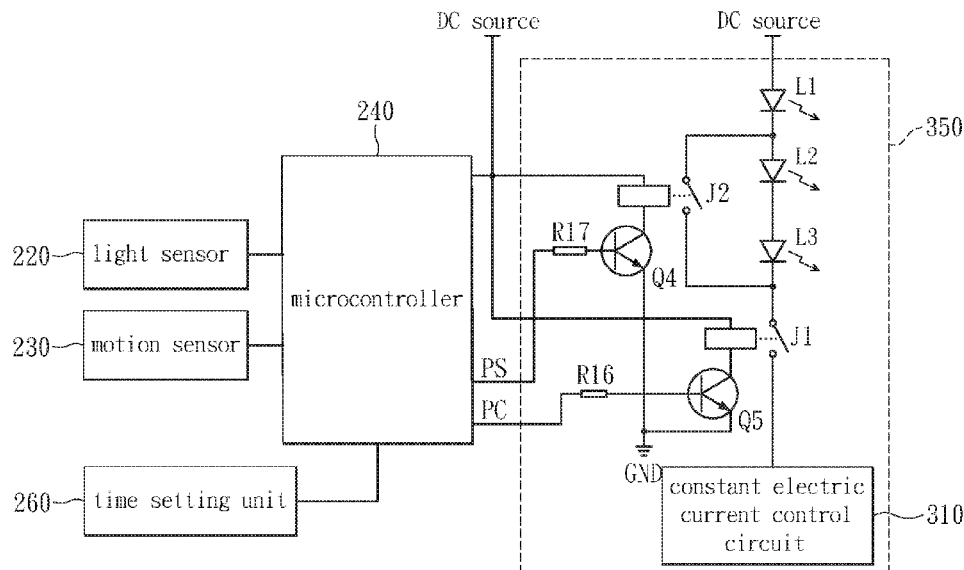 DC source
DC source
L1
240
350
L2
J2
R17
L3
220
light sensor
Q4
microcontroller
230
motion sensor
J1
PS
R16
PC
Q5
GND
260
time setting unit
constant electric
current control
circuit
310